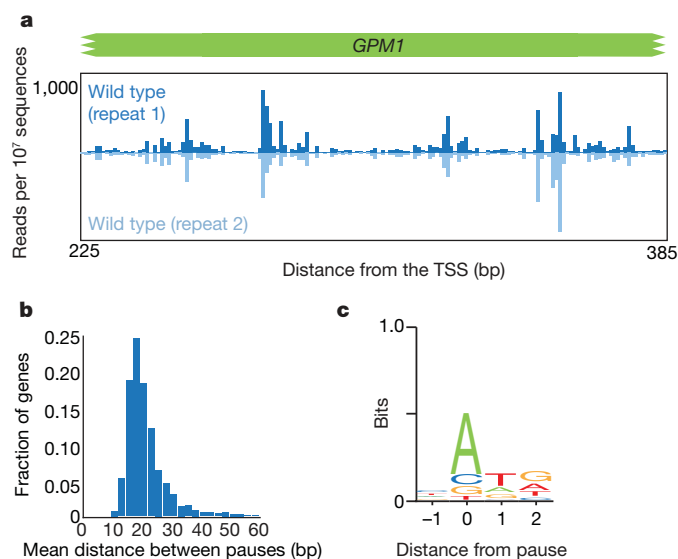 a
GPM1
Reads per 10⁷ sequences
1,000
Wild type
(repeat 1)
Wild type (repeat 2)
225
385
Distance from the TSS (bp)
b
Fraction of genes
0.25
0.20
0.15
0.10
0.05
0
0 10 20 30 40 50 60
Mean distance between pauses (bp)
c
Bits
1.0
0
A
C
G
T
T
A
G
G
A
T
–1 0 1 2
Distance from pause